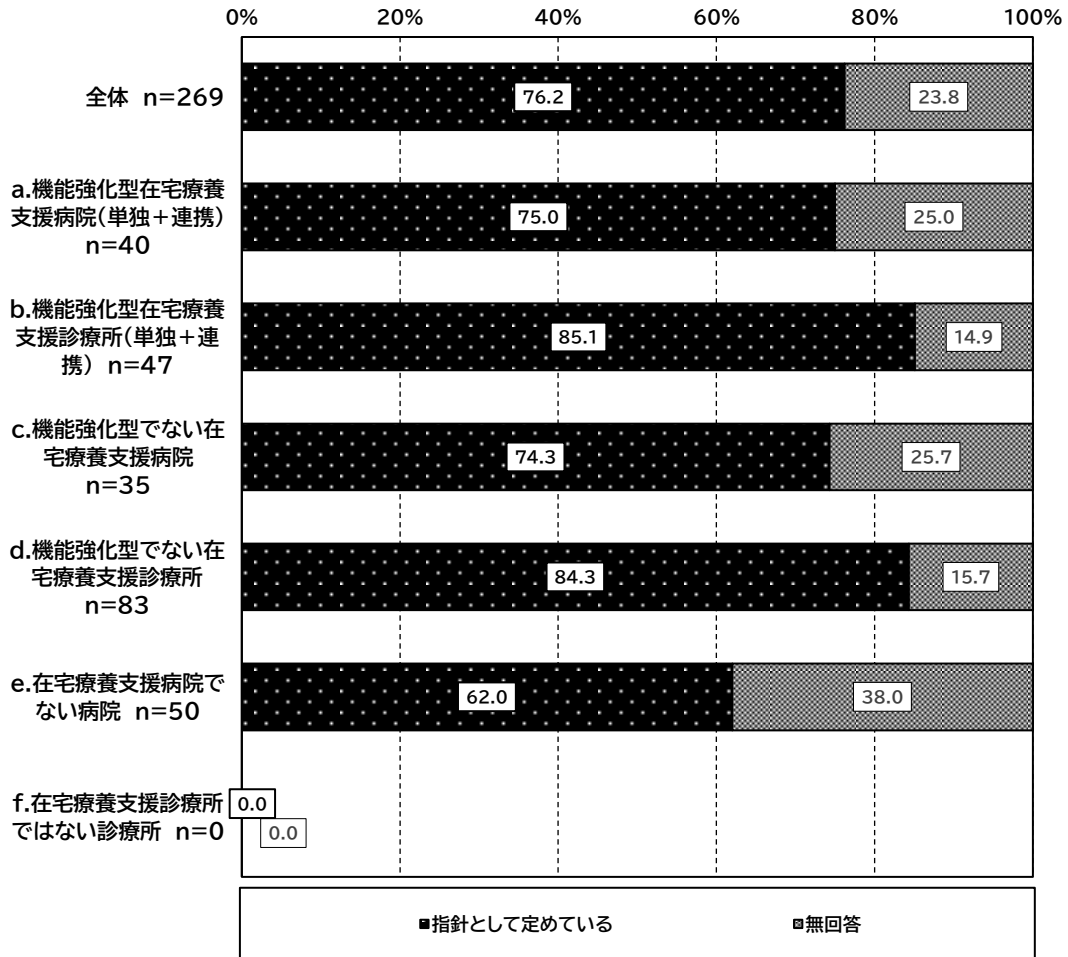 0% 20% 40% 60% 80% 100%
全体 n=269
76.2 23.8
a.機能強化型在宅療養
支援病院(単独+連携)
n=40
75.0 25.0
b.機能強化型在宅療養
支援診療所(単独+連
携) n=47
85.1 14.9
c.機能強化型でない在
宅療養支援病院
n=35
74.3 25.7
d.機能強化型でない在
宅療養支援診療所
n=83
84.3 15.7
e.在宅療養支援病院で
ない病院 n=50
62.0 38.0
f.在宅療養支援診療所
ではない診療所 n=0
0.0
0.0
指針として定めている 無回答